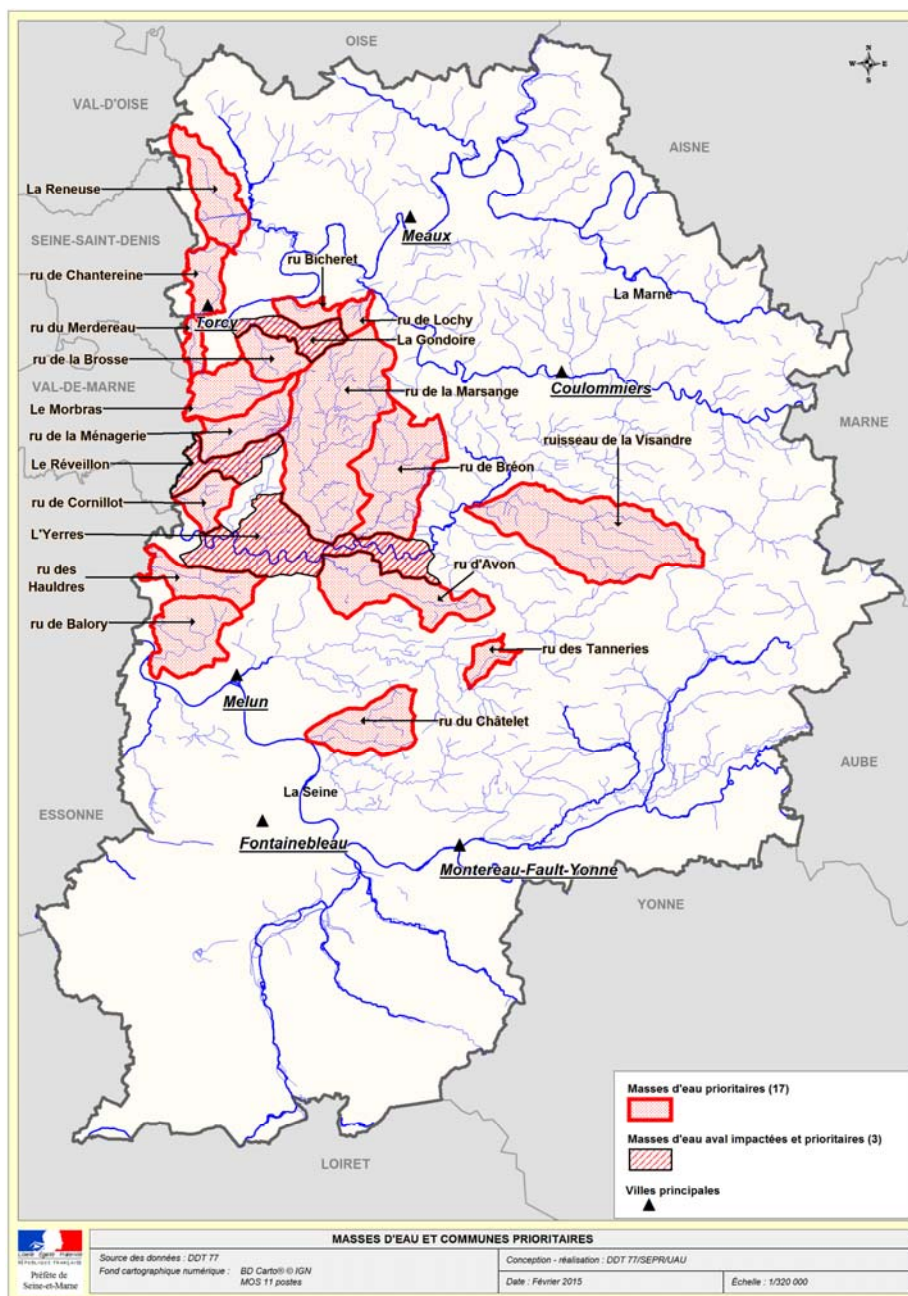 OISE
N
W E
S
VAL-D'OISE
AISNE
La Reneuse
Meaux
SEINE-SAINT-DENIS
ru Bicheret
ru de Chantereine
La Marne
Torcy
ru de Lochy
ru du Merdereau
La Gondoire
ru de la Brosse
VAL-DE-MARNE
Coulommiers
ru de la Marsange
Le Morbras
MARNE
ru de la Ménagerie
ruisseau de la Visandre
Le Réveillon
ru de Bréon
ru de Cornillot
L'Yerres
ru d'Avon
ru des
Hauldres
ru de Balory
ru des Tanneries
Melun
ru du Châtelet
AUBE
La Seine
ESSONNE
Fontainebleau
Montereau-Fault-Yonne
YONNE
Masses d'eau prioritaires (17)
Masses d'eau aval impactées et prioritaires (3)
Villes principales
LOIRET
MASSES D'EAU ET COMMUNES PRIORITAIRES
Liberté Égalité Fraternité
RÉPUBLIQUE FRANÇAISE
Préfète de
Seine-et-Marne
Source des données : DDT 77
Fond cartographique numérique : BD Carto® © IGN
MOS 11 postes
Conception - réalisation : DDT 77/SEPR/UAU
Date : Février 2015
Échelle : 1/320 000